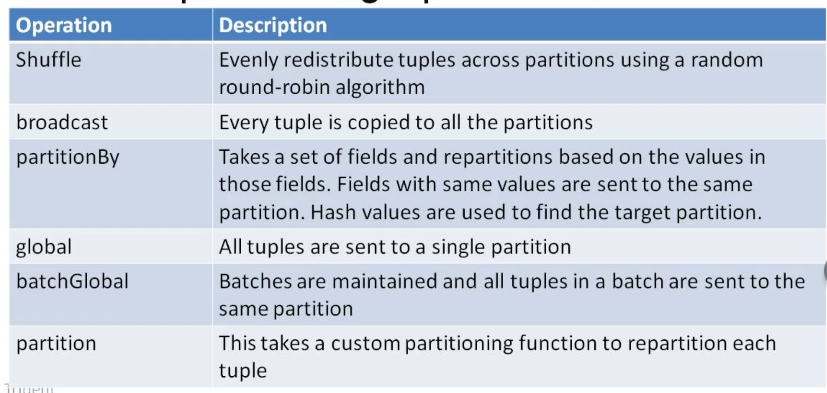 Operation Description
Shuffle Evenly redistribute tuples across partitions using a random
round-robin algorithm
broadcast Every tuple is copied to all the partitions
partitionBy Takes a set of fields and repartitions based on the values in
those fields. Fields with same values are sent to the same
partition. Hash values are used to find the target partition.
global All tuples are sent to a single partition
batchGlobal Batches are maintained and all tuples in a batch are sent to the
same partition
partition This takes a custom partitioning function to repartition each
tuple